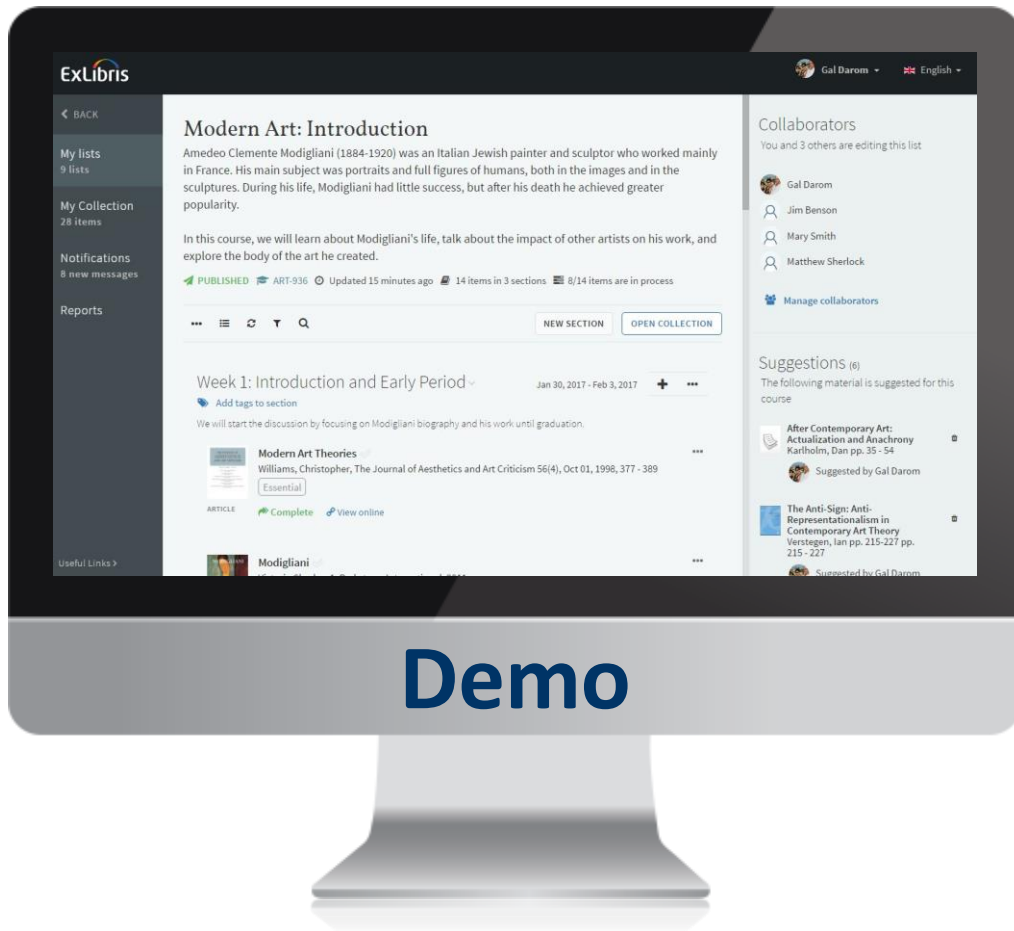 ExLibris
Gal Darom
English
BACK
My lists
9 lists
My Collection
28 items
Notifications
8 new messages
Reports
Useful Links >
Modern Art: Introduction
Amedeo Clemente Modigliani (1884-1920) was an Italian Jewish painter and sculptor who worked mainly
in France. His main subject was portraits and full figures of humans, both in the images and in the
sculptures. During his life, Modigliani had little success, but after his death he achieved greater
popularity.
In this course, we will learn about Modigliani's life, talk about the impact of other artists on his work, and
explore the body of the art he created.
PUBLISHED ART-936 Updated 15 minutes ago 14 items in 3 sections 8/14 items are in process
NEW SECTION OPEN COLLECTION
Week 1: Introduction and Early Period Jan 30, 2017 - Feb 3, 2017
Add tags to section
We will start the discussion by focusing on Modigliani biography and his work until graduation.
Modern Art Theories
Williams, Christopher, The Journal of Aesthetics and Art Criticism 56(4), Oct 01, 1998, 377 - 389
Essential
ARTICLE Complete View online
Modigliani
Collaborators
You and 3 others are editing this list
Gal Darom
Jim Benson
Mary Smith
Matthew Sherlock
Manage collaborators
Suggestions (6)
The following material is suggested for this
course
After Contemporary Art:
Actualization and Anachrony
Karlholm, Dan pp. 35 - 54
Suggested by Gal Darom
The Anti-Sign: Anti-
Representationalism in
Contemporary Art Theory
Verstegen, Ian pp. 215-227 pp.
215 - 227
Suggested by Gal Darom
Demo